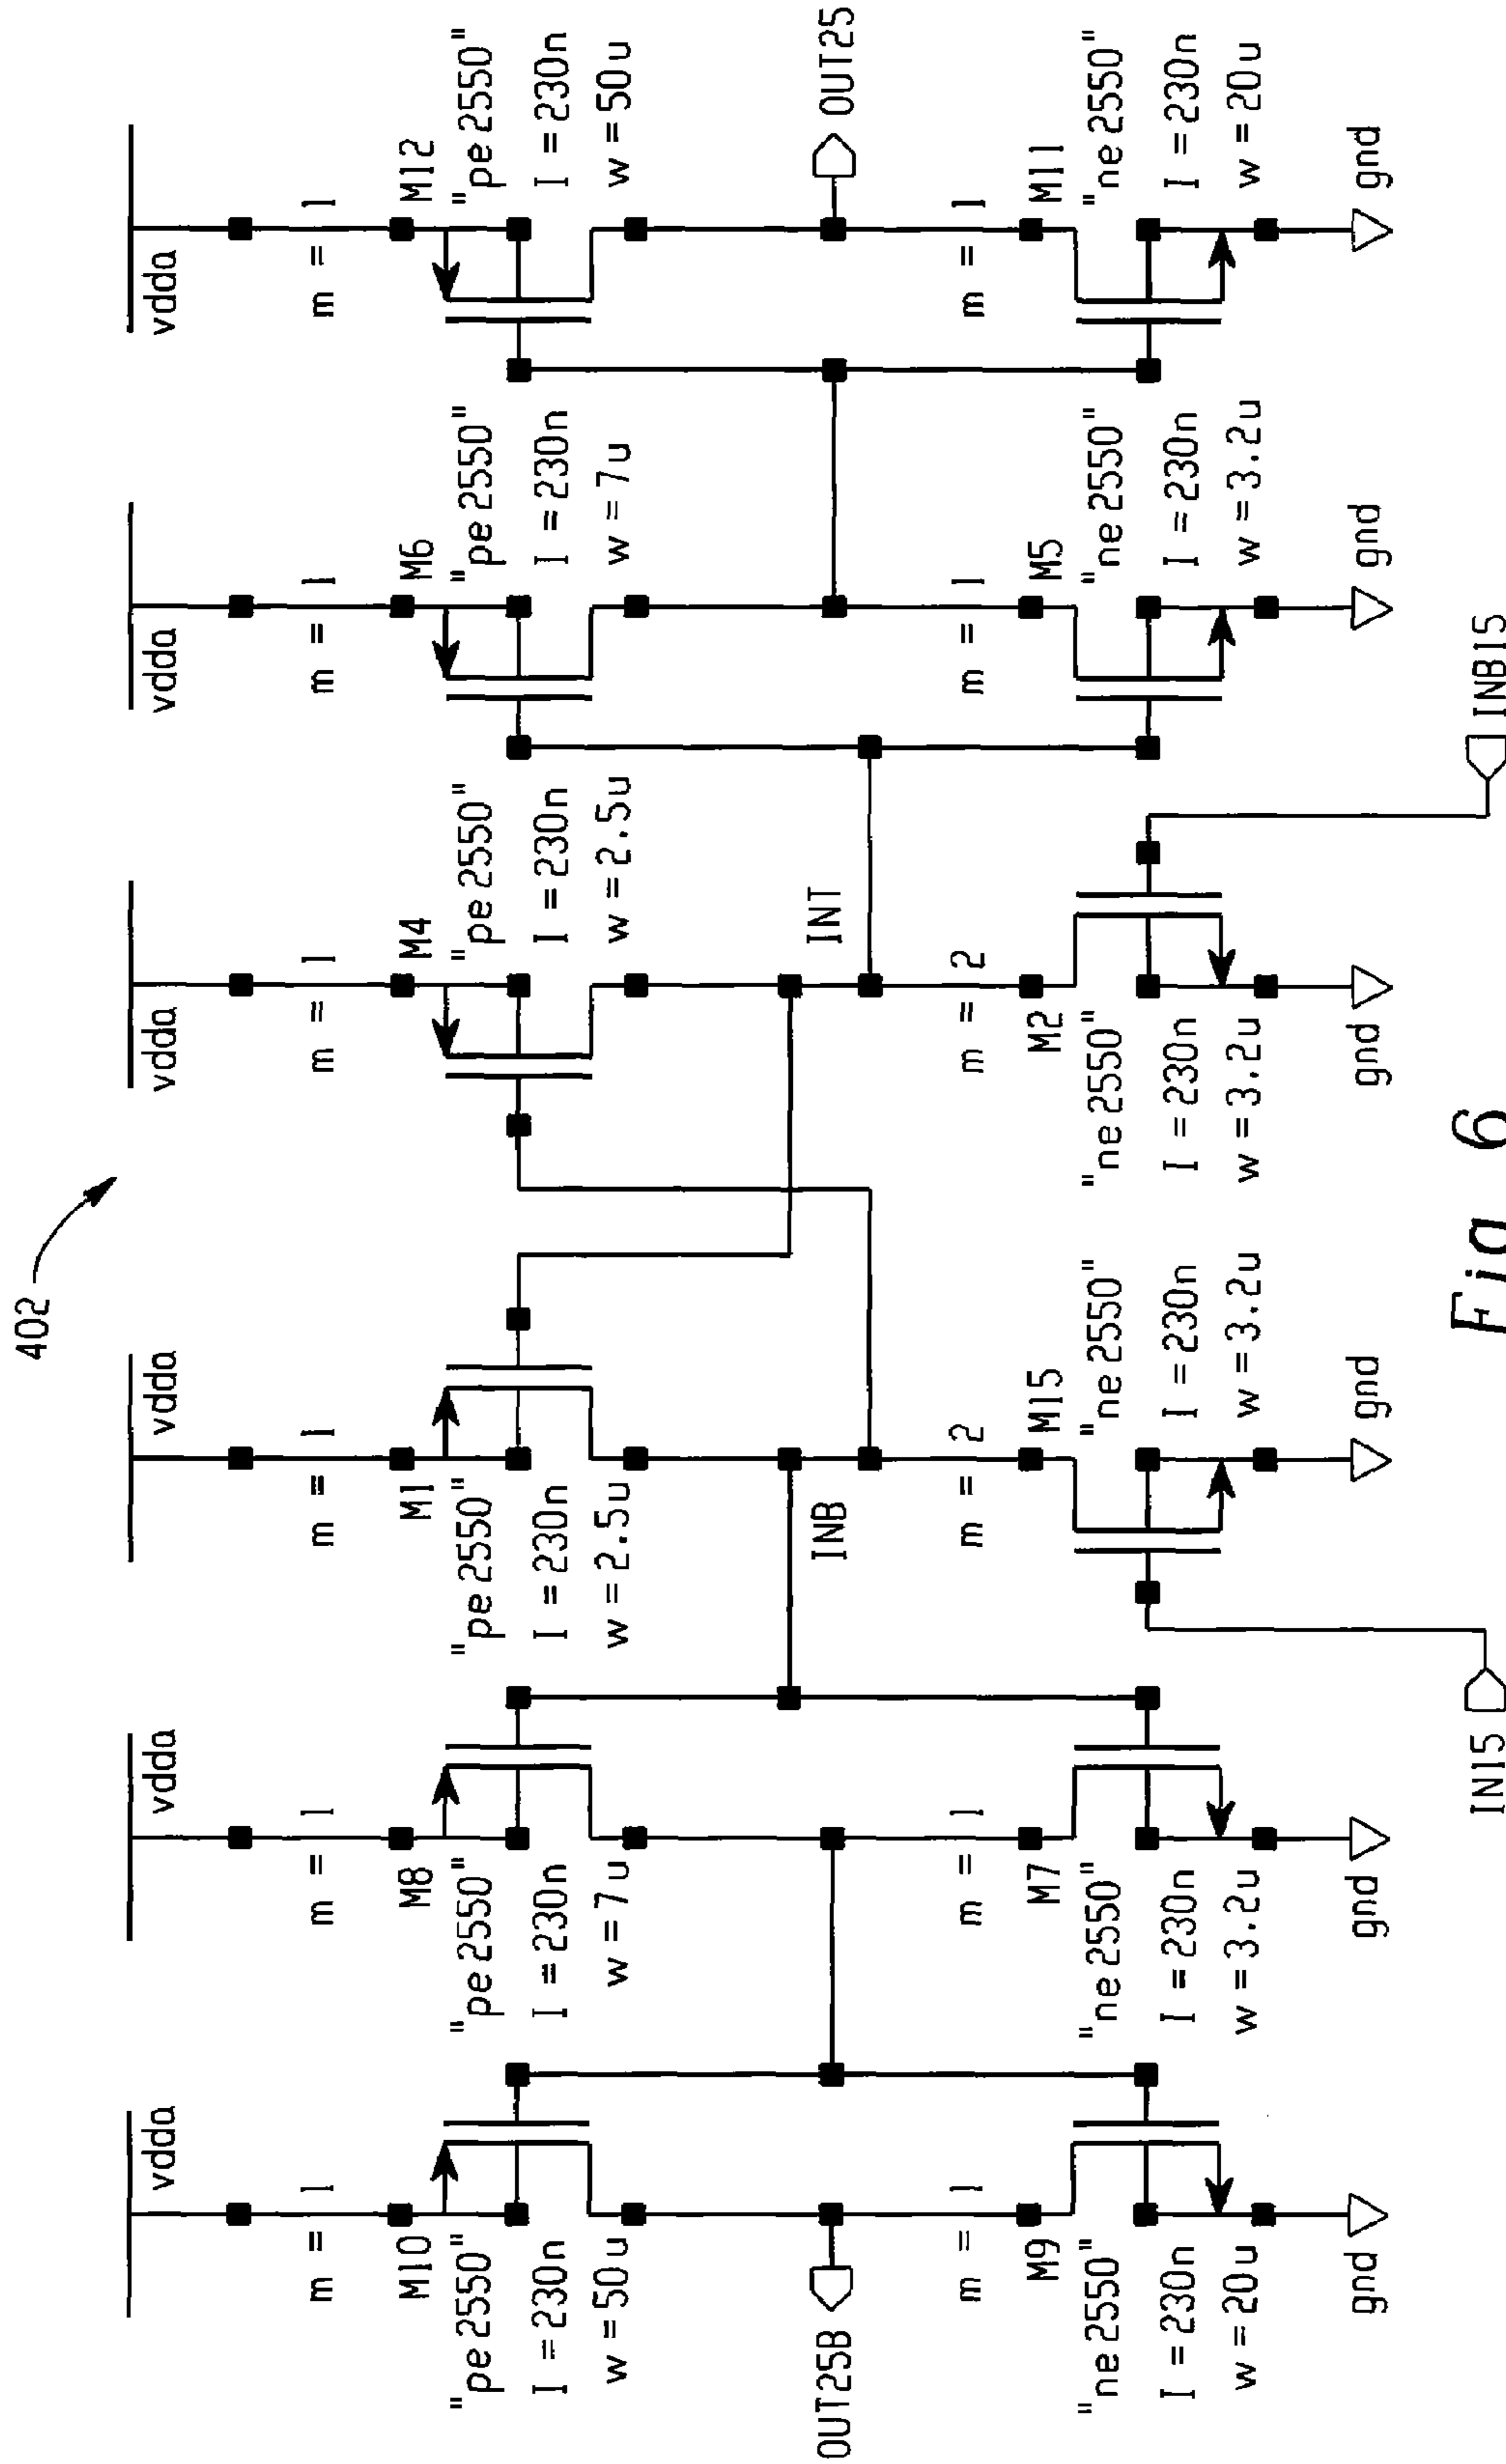 402
vdda
m = 1
M10
"pe2550"
I = 230n
w = 50u
OUT25B
m = 1
M9
"ne2550"
I = 230n
w = 20u
gnd
vdda
m = 1
M8
"pe2550"
I = 230n
w = 7u
m = 1
M7
"ne2550"
I = 230n
w = 3.2u
gnd
vdda
m = 1
M1
"pe2550"
I = 230n
w = 2.5u
INB
m = 2
M15
"ne2550"
I = 230n
w = 3.2u
gnd
IN15
vdda
m = 1
M4
"pe2550"
I = 230n
w = 2.5u
INT
m = 2
M2
"ne2550"
I = 230n
w = 3.2u
gnd
INB15
vdda
m = 1
M6
"pe2550"
I = 230n
w = 7u
m = 1
M5
"ne2550"
I = 230n
w = 3.2u
gnd
vdda
m = 1
M12
"pe2550"
I = 230n
w = 50u
OUT25
m = 1
M11
"ne2550"
I = 230n
w = 20u
gnd
Fig 6